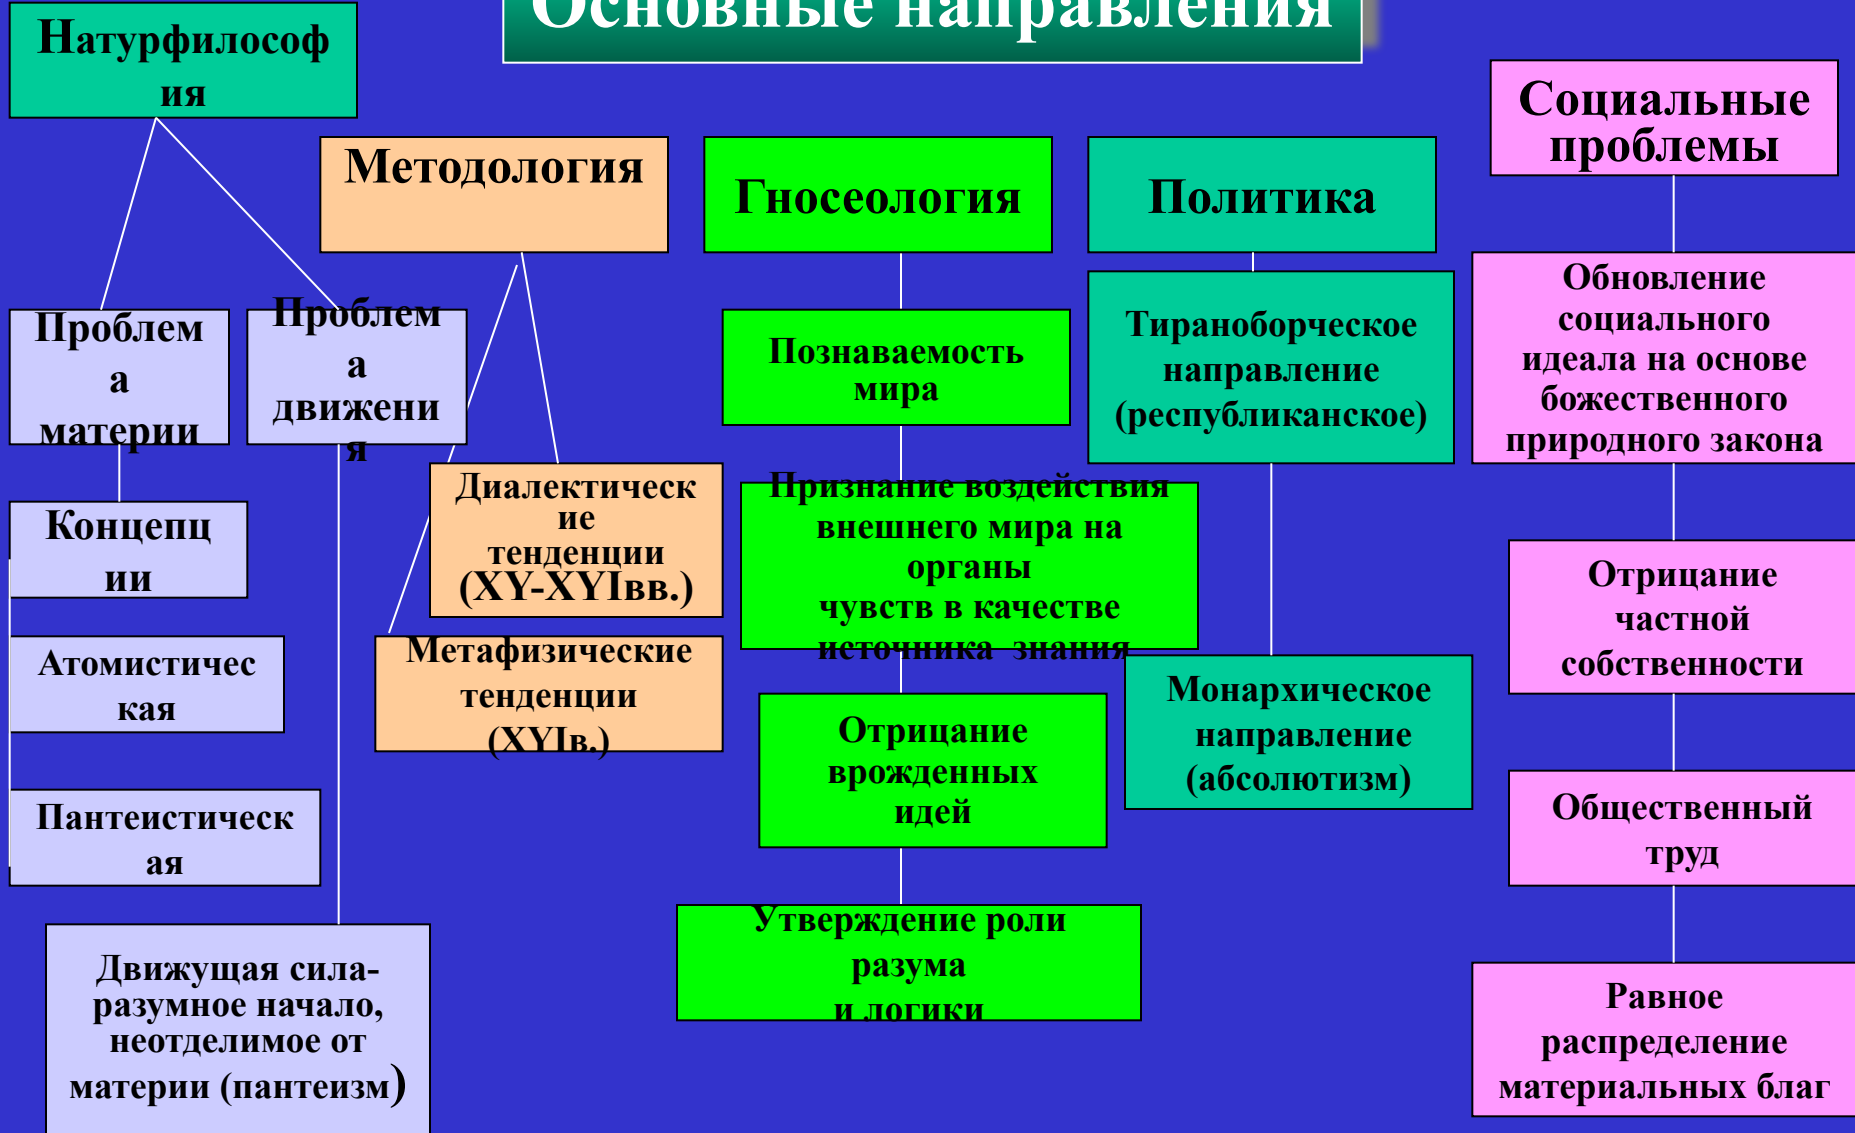 Основные направления
Натурфилософ
ия
Социальные
проблемы
Методология
Гносеология
Политика
Проблем
а
материи
Проблем
а
движени
я
Концепц
ии
Атомистичес
кая
Пантеистическ
ая
Движущая сила-
разумное начало,
неотделимое от
материи (пантеизм)
Диалектическ
ие
тенденции
(XY-XYIвв.)
Метафизические
тенденции
(XYIв.)
Познаваемость
мира
Признание воздействия
внешнего мира на
органы
чувств в качестве
источника знания
Отрицание
врожденных
идей
Утверждение роли
разума
и логики
Тираноборческое
направление
(республиканское)
Монархическое
направление
(абсолютизм)
Обновление
социального
идеала на основе
божественного
природного закона
Отрицание
частной
собственности
Общественный
труд
Равное
распределение
материальных благ